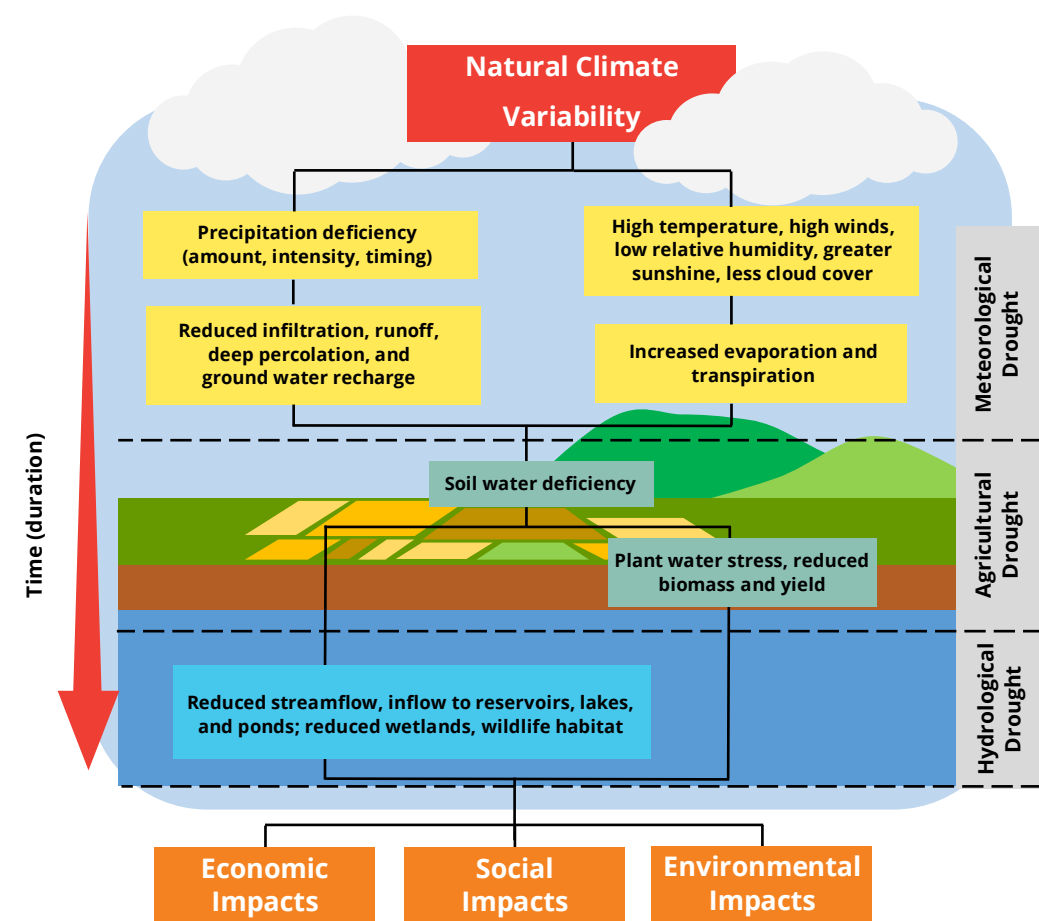 Natural Climate
Variability
Precipitation deficiency
(amount, intensity, timing)
High temperature, high winds,
low relative humidity, greater
sunshine, less cloud cover
Reduced infiltration, runoff,
deep percolation, and
ground water recharge
Increased evaporation and
transpiration
Meteorological
Drought
Time (duration)
Soil water deficiency
Plant water stress, reduced
biomass and yield
Agricultural
Drought
Reduced streamflow, inflow to reservoirs, lakes,
and ponds; reduced wetlands, wildlife habitat
Hydrological
Drought
Economic
Impacts
Social
Impacts
Environmental
Impacts